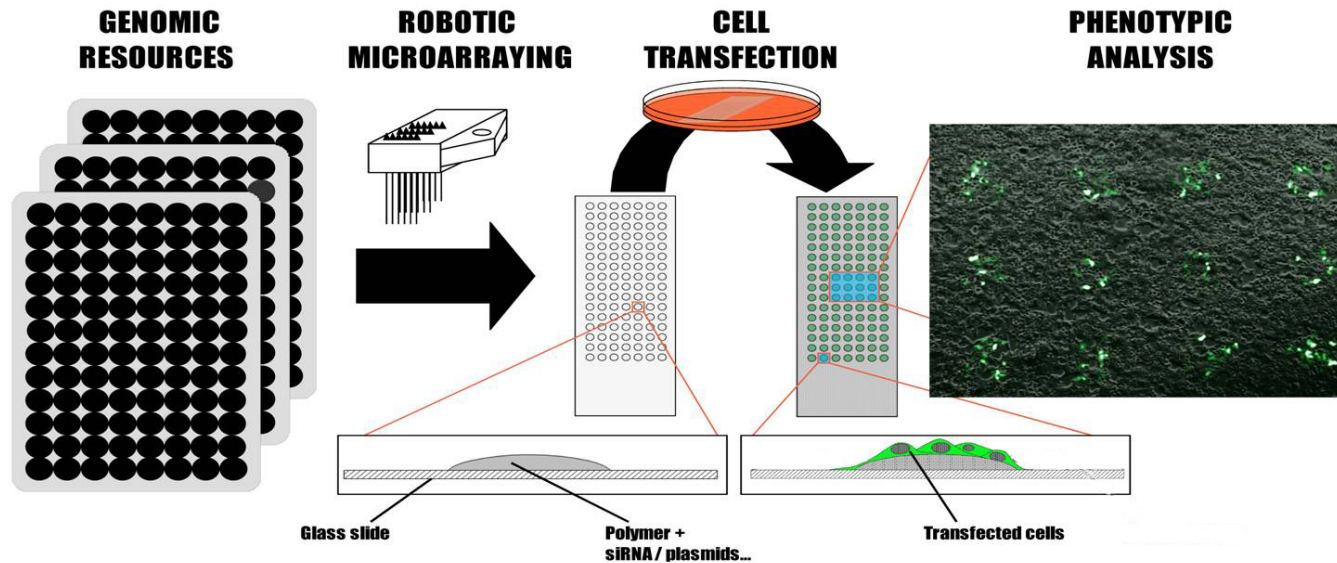 GENOMIC
RESOURCES
ROBOTIC
MICROARRAYING
CELL
TRANSFECTION
PHENOTYPIC
ANALYSIS
Glass slide
Polymer +
siRNA / plasmids...
Transfected cells